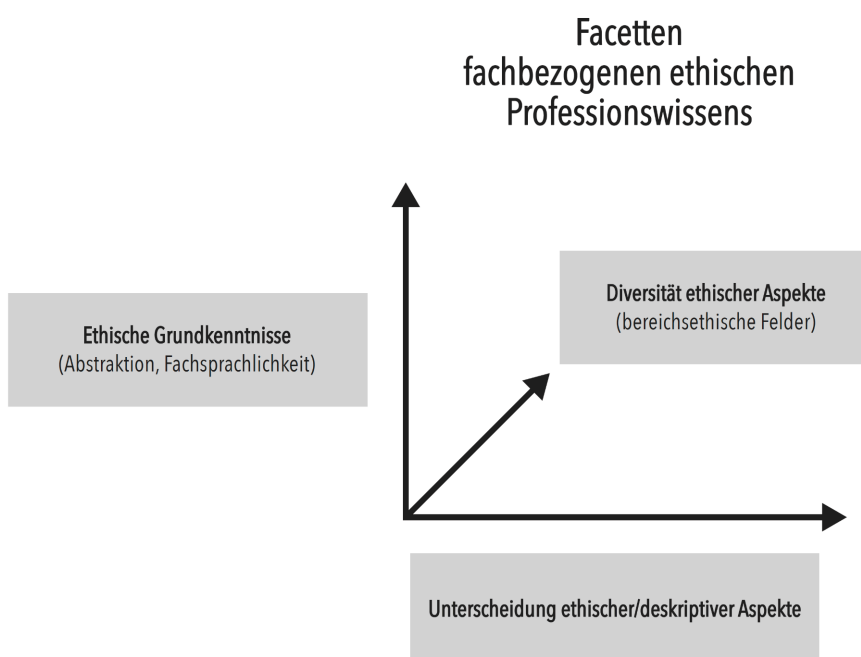 Facetten
fachbezogenen ethischen
Professionswissens
Diversität ethischer Aspekte
(bereichsethische Felder)
Ethische Grundkenntnisse
(Abstraktion, Fachsprachlichkeit)
Unterscheidung ethischer/deskriptiver Aspekte